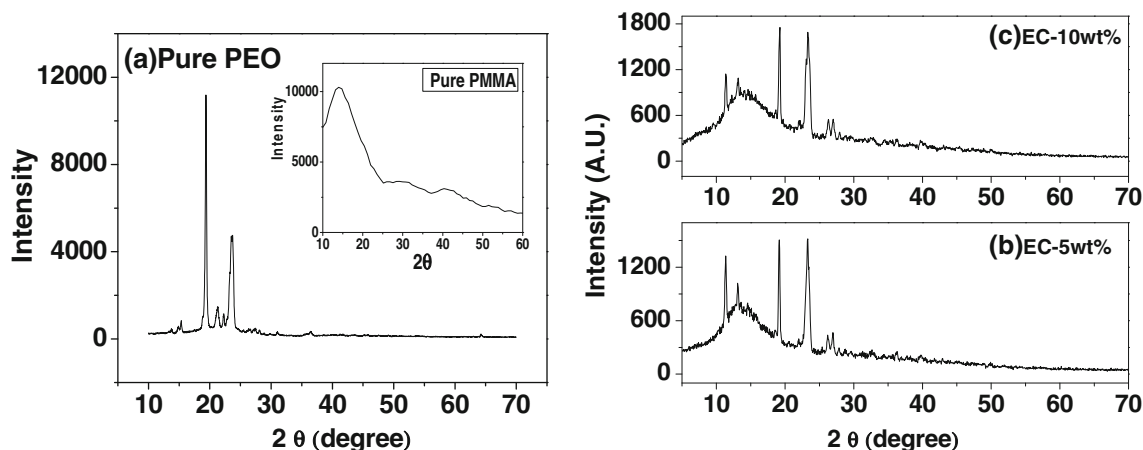 (a)Pure PEO
Intensity
12000
8000
4000
0
10 20 30 40 50 60 70
2 θ (degree)
Pure PMMA
Intensity
10000
5000
0
10 20 30 40 50 60
2θ
Intensity (A.U.)
(c)EC-10wt%
1800
1200
600
0
10 20 30 40 50 60 70
(b)EC-5wt%
1200
600
0
10 20 30 40 50 60 70
2 θ (degree)